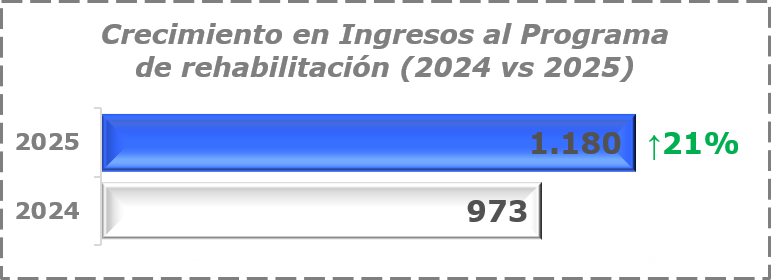 Crecimiento en Ingresos al Programa
de rehabilitación (2024 vs 2025)
2025 1.180 ↑21%
2024 973